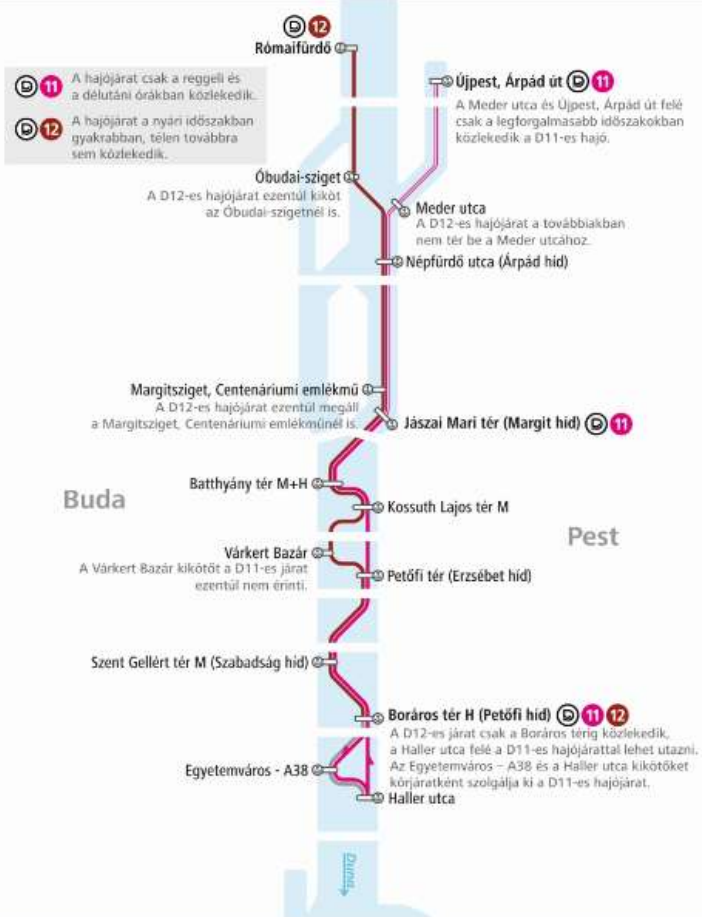 D 12
Rómaifürdő
D 11 A hajójárat csak a reggeli és
a délutáni órákban közlekedik.
D 12 A hajójárat a nyári időszakban
gyakrabban, télen továbbra
sem közlekedik.
Újpest, Árpád út D 11
A Meder utca és Újpest, Árpád út felé
csak a legforgalmasabb időszakokban
közlekedik a D11-es hajó.
Óbudai-sziget
A D12-es hajójárat ezentúl kiköt
az Óbudai-szigetnél is.
Meder utca
A D12-es hajójárat a továbbiakban
nem tér be a Meder utcához.
Népfürdő utca (Árpád híd)
Margitsziget, Centenáriumi emlékmű
A D12-es hajójárat ezentúl megáll
a Margitsziget, Centenáriumi emlékműnél is.
Jászai Mari tér (Margit híd) D 11
Batthyány tér M+H
Buda
Kossuth Lajos tér M
Pest
Várkert Bazár
A Várkert Bazár kikötőt a D11-es járat
ezentúl nem érinti.
Petőfi tér (Erzsébet híd)
Szent Gellért tér M (Szabadság híd)
Boráros tér H (Petőfi híd) D 11 12
A D12-es járat csak a Boráros térig közlekedik,
a Haller utca felé a D11-es hajójárattal lehet utazni.
Az Egyetemváros – A38 és a Haller utca kikötőket
körjáratként szolgálja ki a D11-es hajójárat.
Egyetemváros - A38
Haller utca
Duna